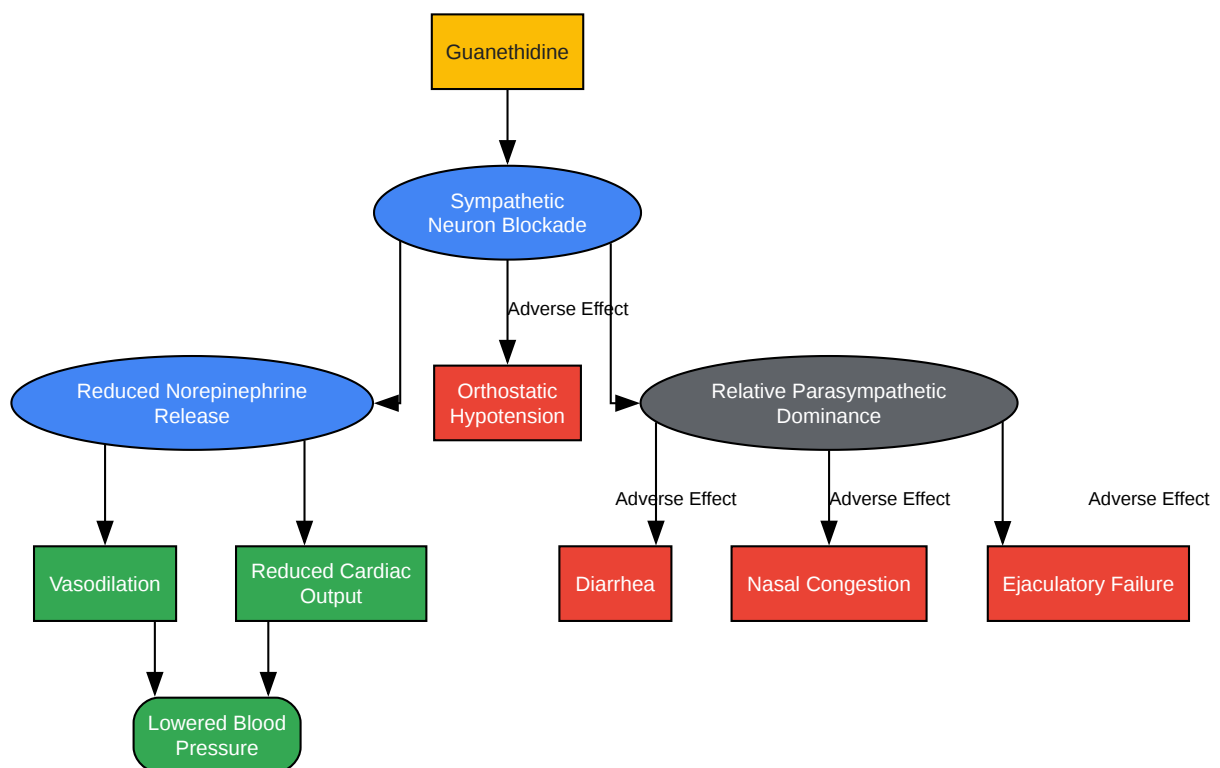 Guanethidine
Sympathetic
Neuron Blockade
Adverse Effect
Reduced Norepinephrine
Release
Orthostatic
Hypotension
Relative Parasympathetic
Dominance
Adverse Effect
Adverse Effect
Adverse Effect
Vasodilation
Reduced Cardiac
Output
Diarrhea
Nasal Congestion
Ejaculatory Failure
Lowered Blood
Pressure